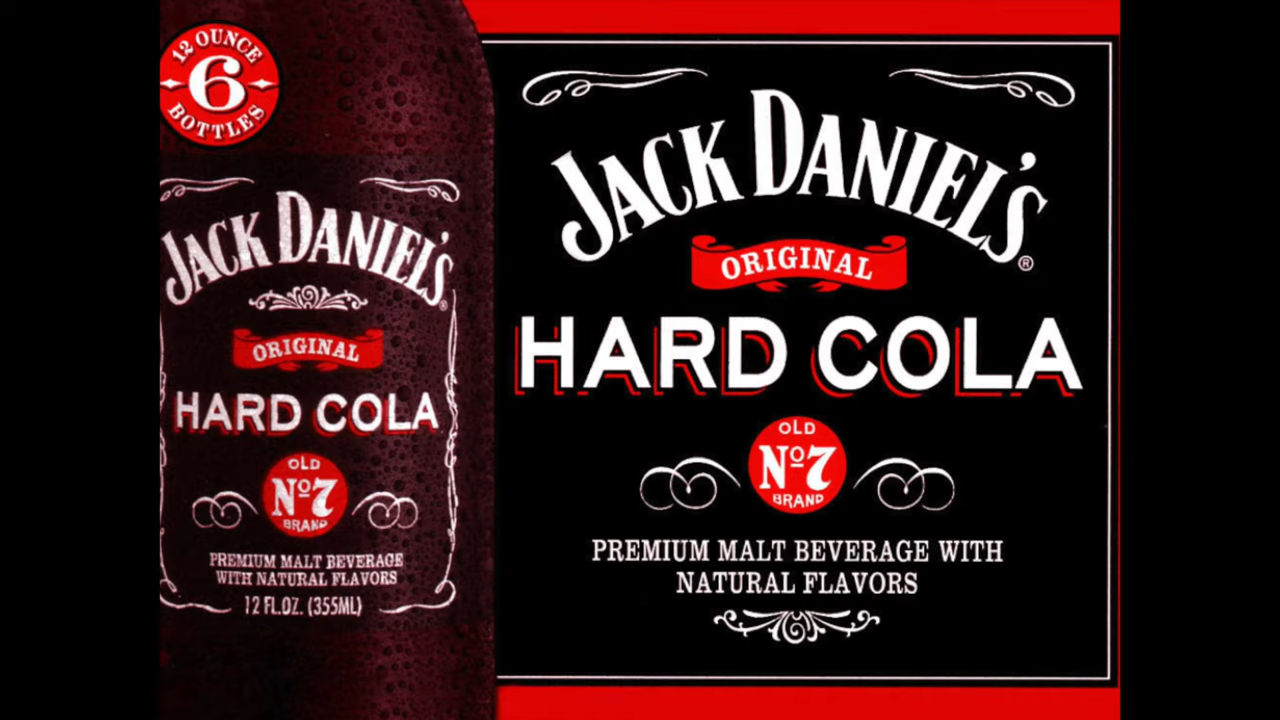 12 OUNCE
6
BOTTLES
JACK DANIEL'S®
ORIGINAL
HARD COLA
OLD
Nº7
BRAND
PREMIUM MALT BEVERAGE
WITH NATURAL FLAVORS
12 FL.OZ. (355ML)
JACK DANIEL'S®
ORIGINAL
HARD COLA
OLD
Nº7
BRAND
PREMIUM MALT BEVERAGE WITH
NATURAL FLAVORS